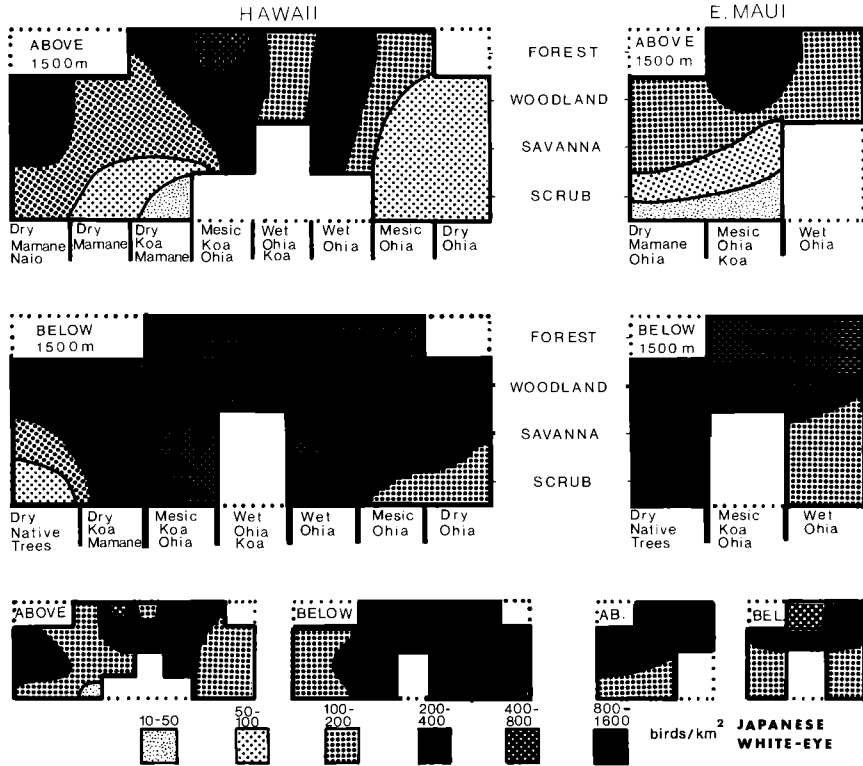 HAWAII
E. MAUI
ABOVE
1500m
FOREST
WOODLAND
SAVANNA
SCRUB
ABOVE
1500m
Dry
Mamane
Naio
Dry
Mamane
Dry
Koa
Mamane
Mesic
Koa
Ohia
Wet
Ohia
Koa
Wet
Ohia
Mesic
Ohia
Dry
Ohia
Dry
Mamane
Ohia
Mesic
Ohia
Koa
Wet
Ohia
BELOW
1500m
FOREST
WOODLAND
SAVANNA
SCRUB
BELOW
1500m
Dry
Native
Trees
Dry
Koa
Mamane
Mesic
Koa
Ohia
Wet
Ohia
Koa
Wet
Ohia
Mesic
Ohia
Dry
Ohia
Dry
Native
Trees
Mesic
Koa
Ohia
Wet
Ohia
ABOVE
BELOW
AB.
BEL.
10-50
50-
100
100-
200
200-
400
400-
800
800-
1600
birds/km²
JAPANESE
WHITE-EYE